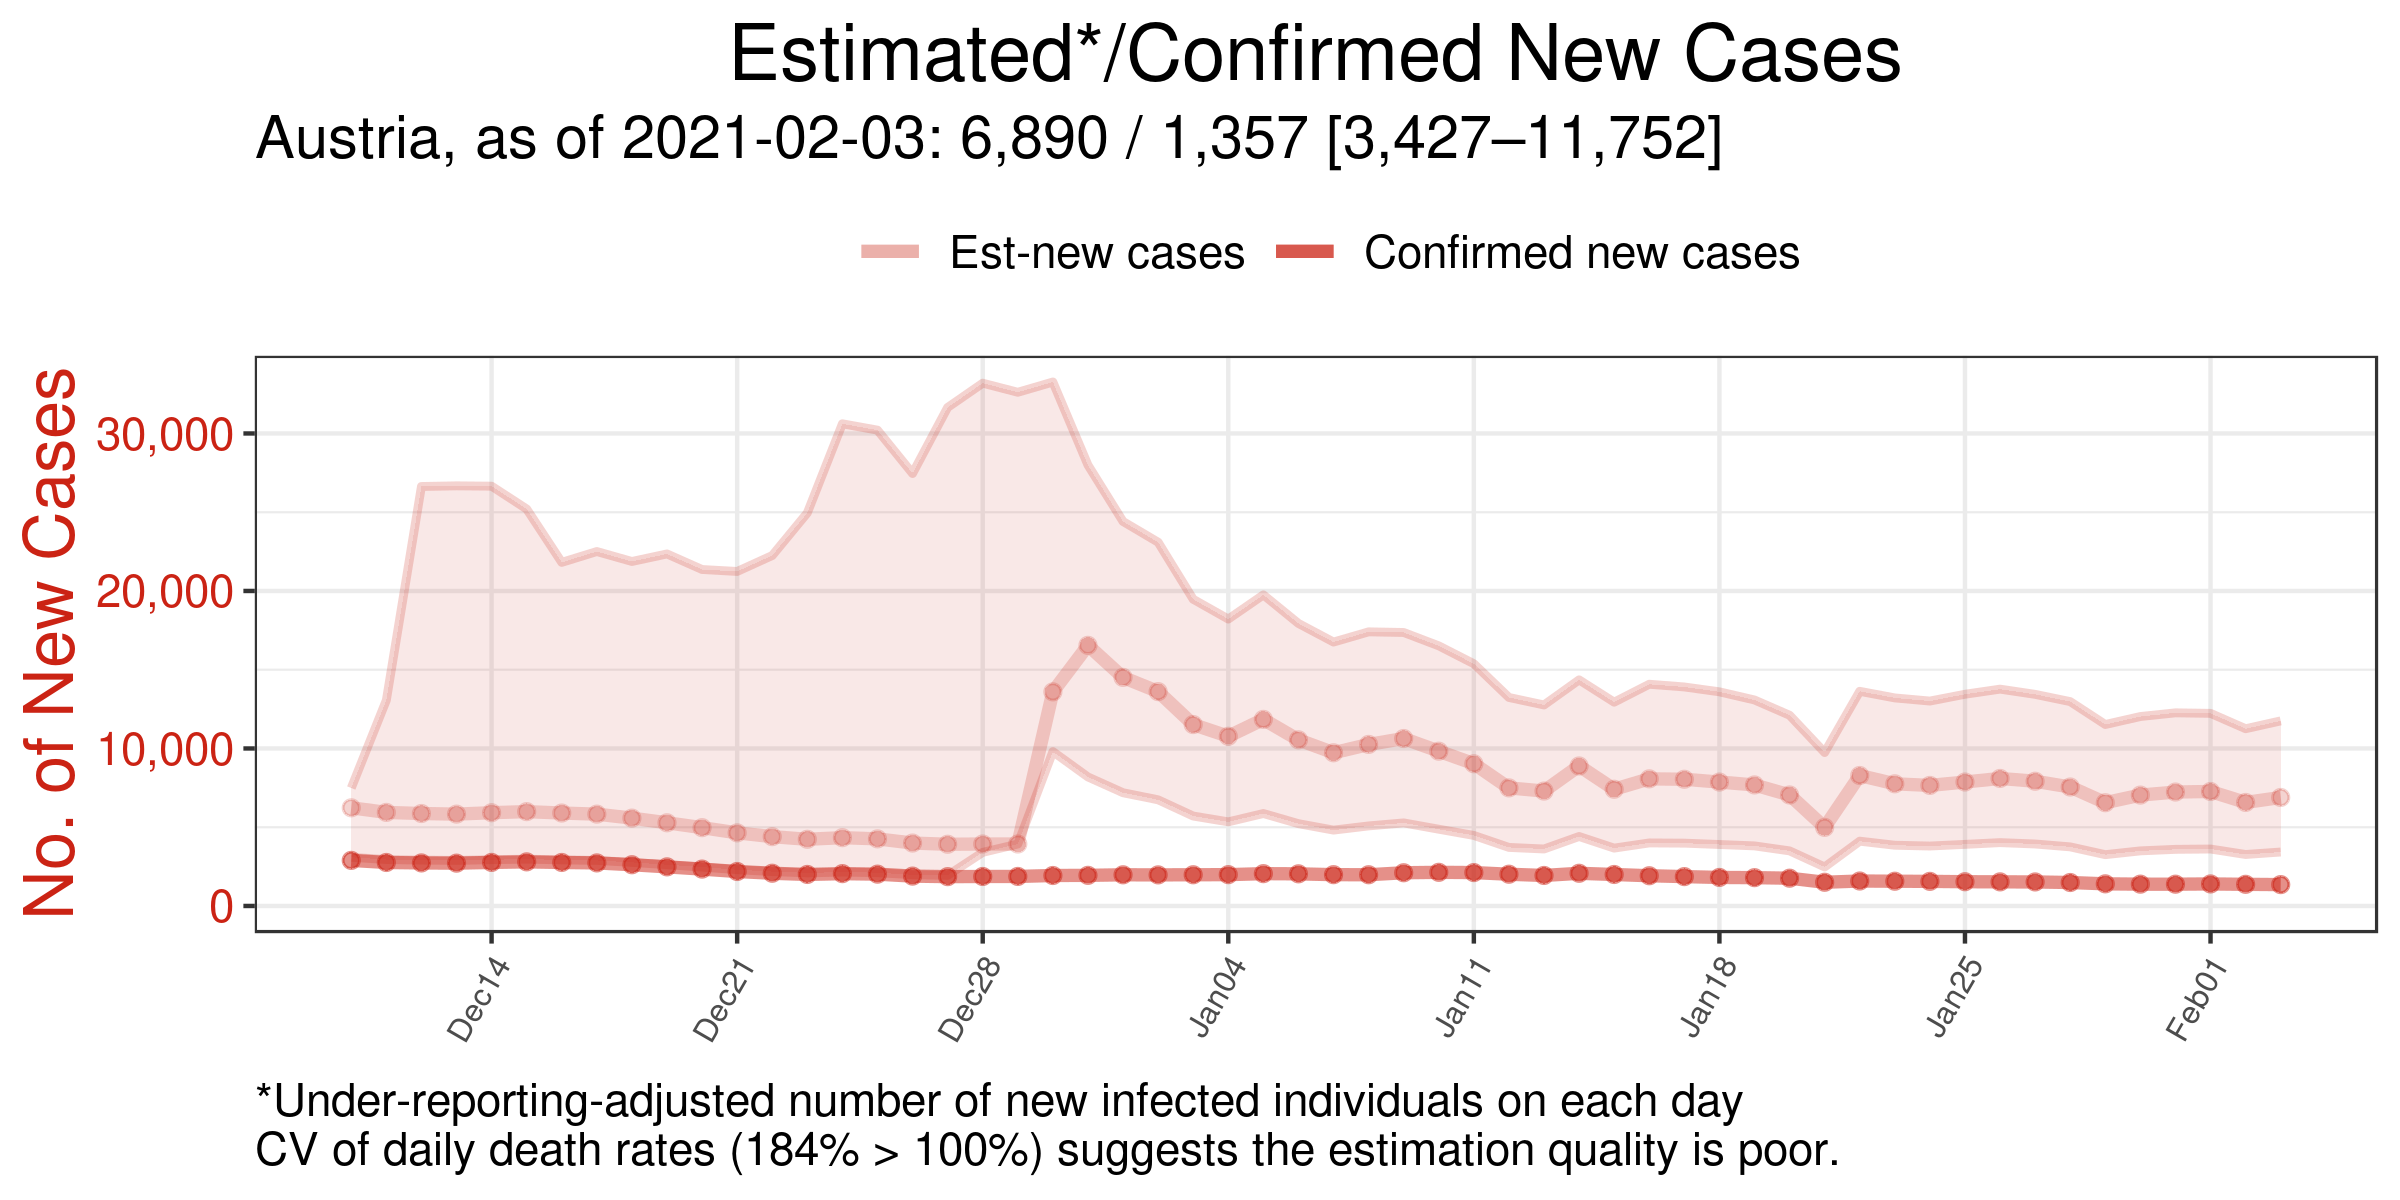 Estimated*/Confirmed New Cases
Austria, as of 2021-02-03: 6,890 / 1,357 [3,427–11,752]
Est-new cases
Confirmed new cases
No. of New Cases
30,000
20,000
10,000
0
Dec14
Dec21
Dec28
Jan04
Jan11
Jan18
Jan25
Feb01
*Under-reporting-adjusted number of new infected individuals on each day
CV of daily death rates (184% > 100%) suggests the estimation quality is poor.